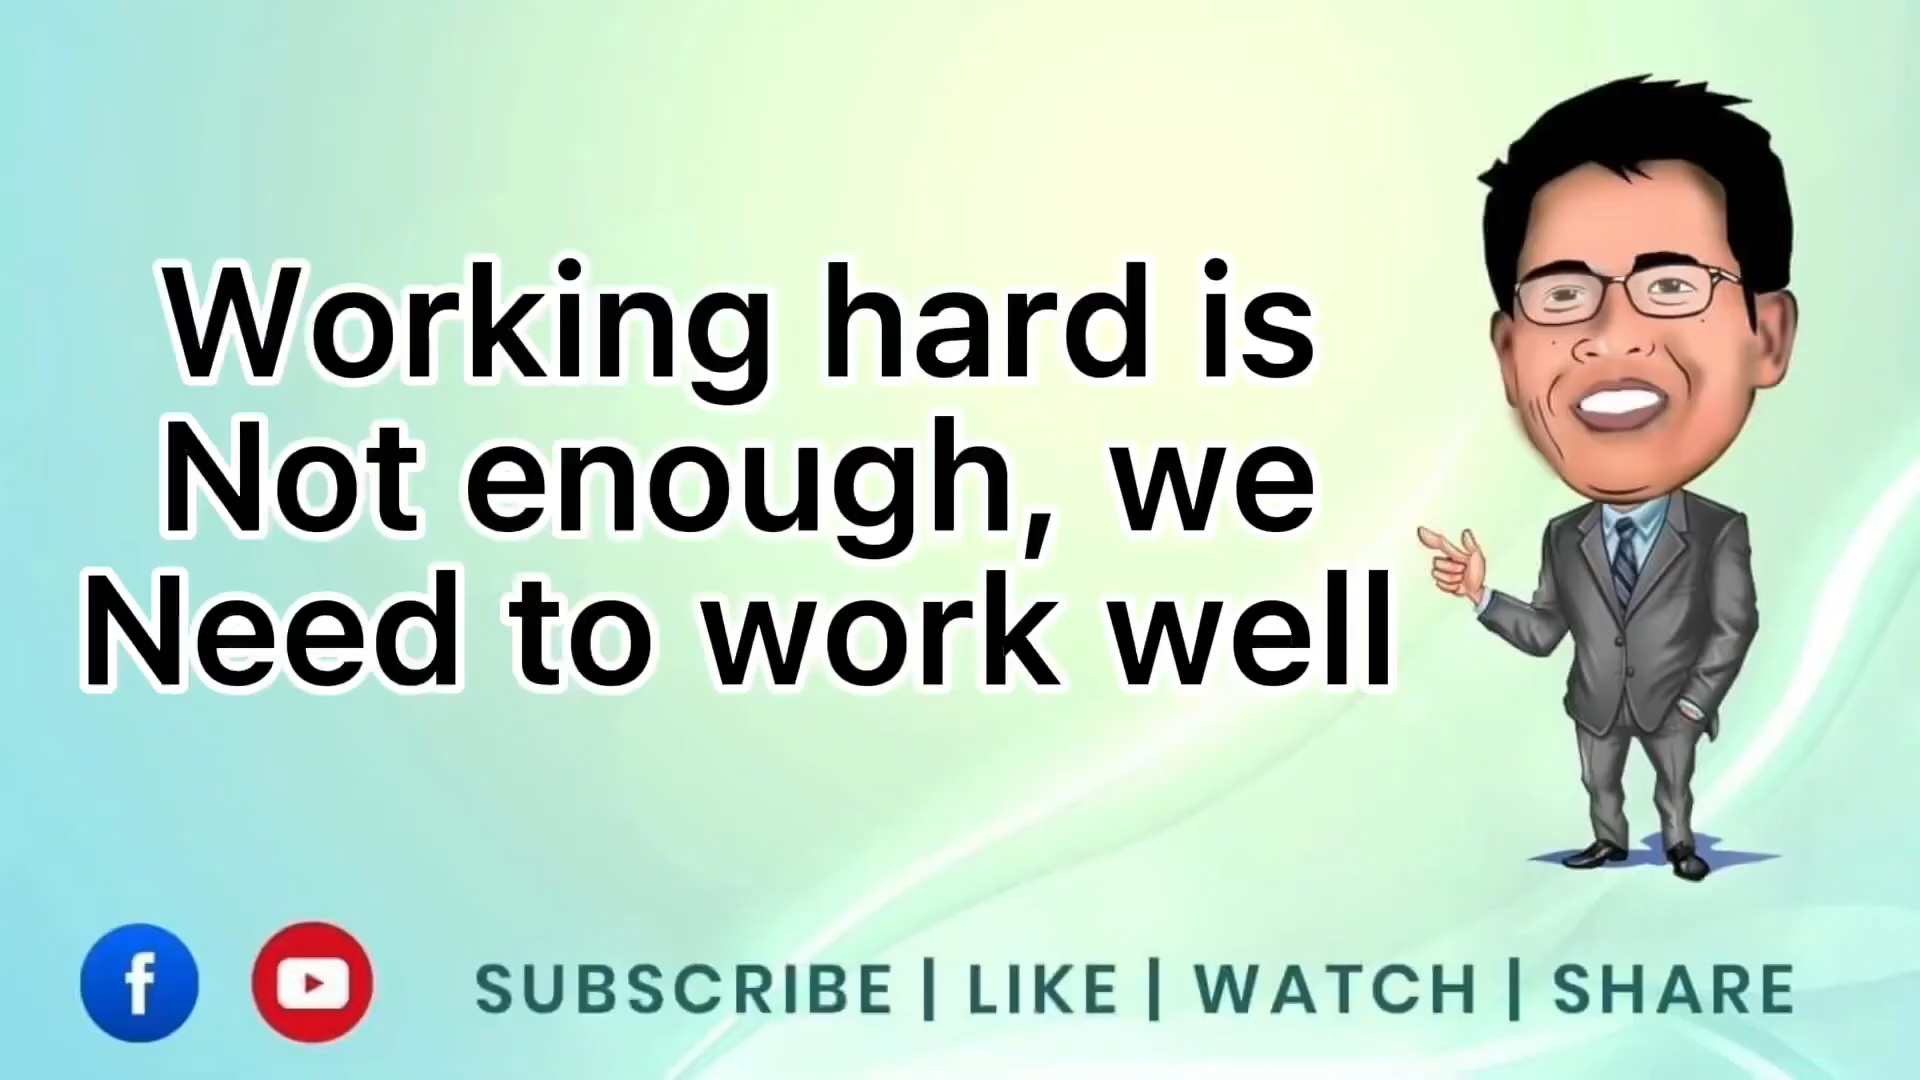 Working hard is
Not enough, we
Need to work well
f
SUBSCRIBE | LIKE | WATCH | SHARE